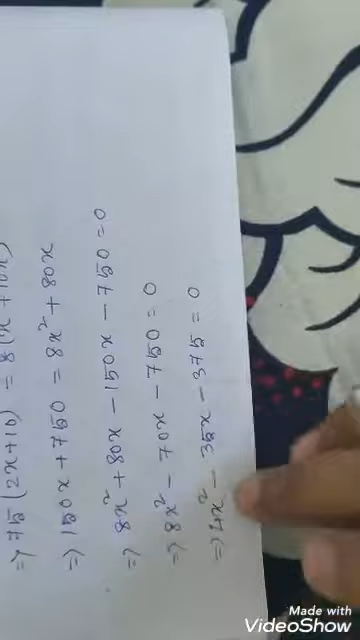 => 75(2x+10) = 8(x²+10x)
=> 150x+750 = 8x²+80x
=> 8x²+80x-150x-750=0
=> 8x²-70x-750=0
=> 4x²-35x-375=0
Made with
VideoShow